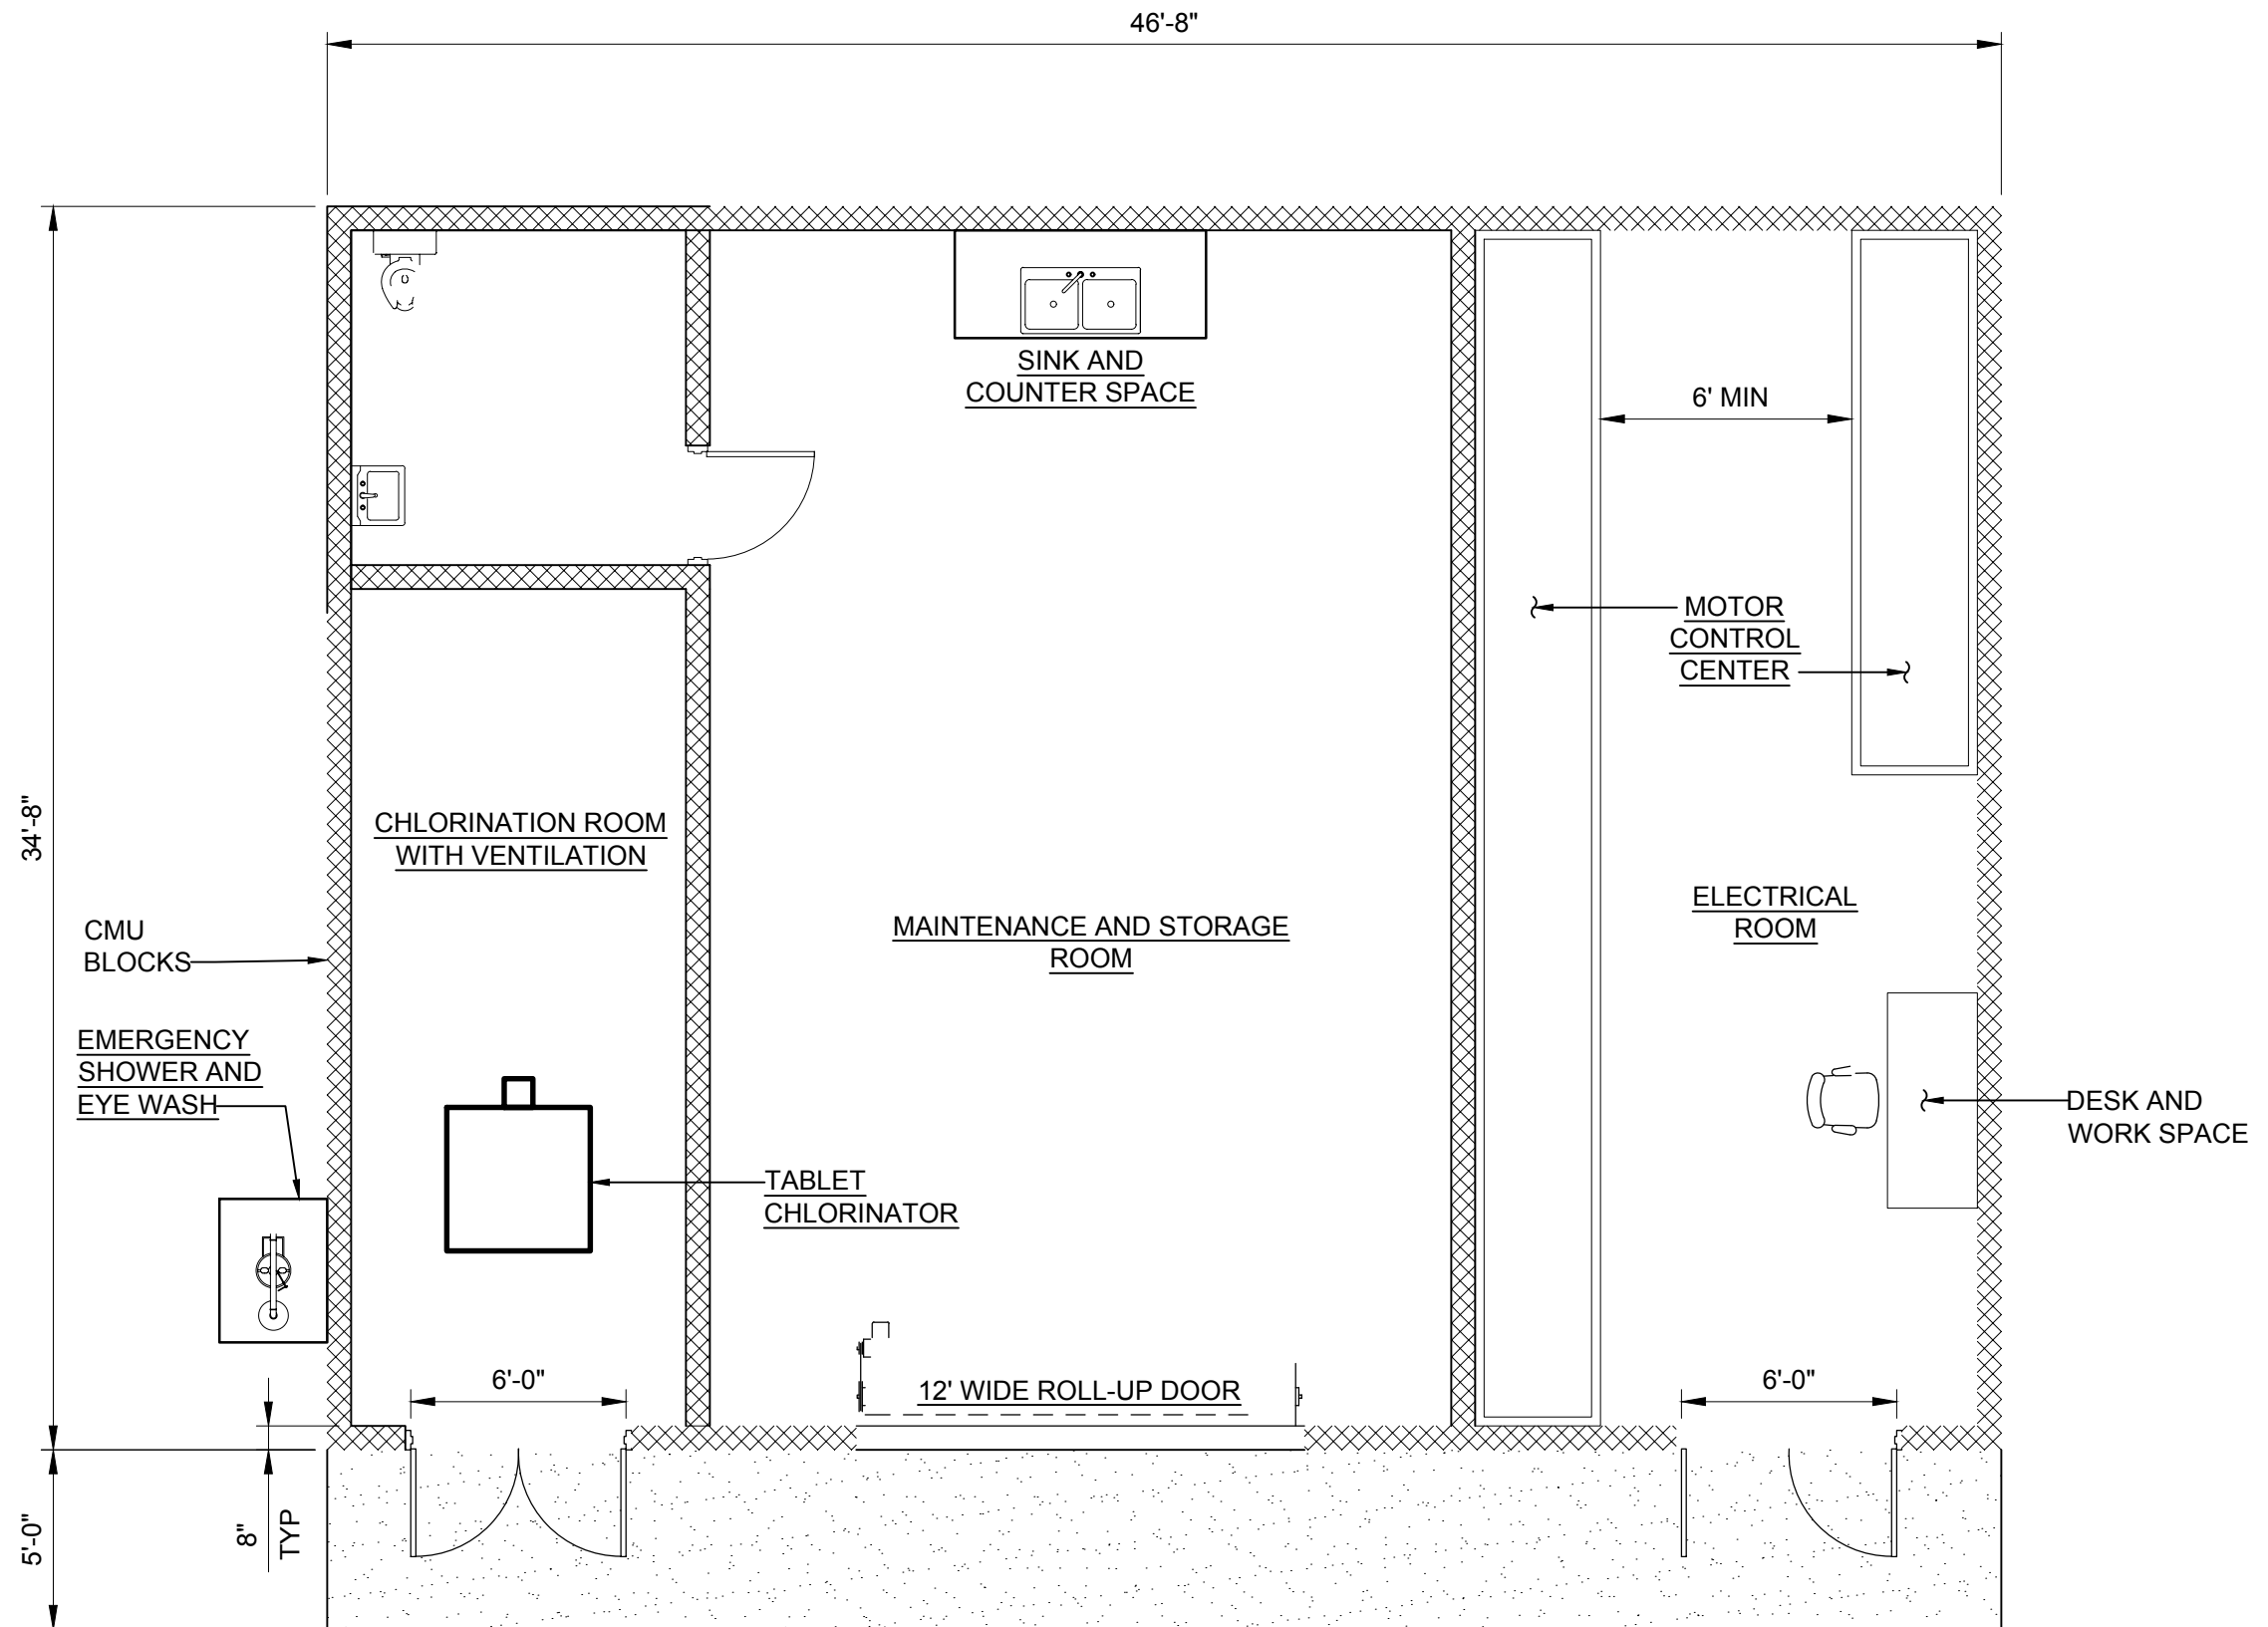 46'-8"
SINK AND
COUNTER SPACE
6' MIN
MOTOR
CONTROL
CENTER
34'-8"
CHLORINATION ROOM
WITH VENTILATION
ELECTRICAL
ROOM
MAINTENANCE AND STORAGE
ROOM
CMU
BLOCKS
EMERGENCY
SHOWER AND
EYE WASH
DESK AND
WORK SPACE
TABLET
CHLORINATOR
6'-0"
12' WIDE ROLL-UP DOOR
6'-0"
5'-0"
8"
TYP